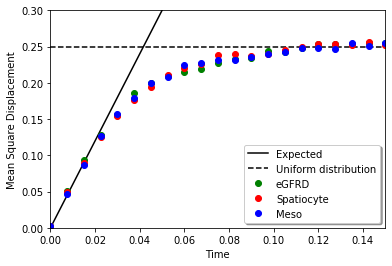 0.30
0.25
0.20
0.15
0.10
0.05
0.00
Mean Square Displacement
Expected
Uniform distribution
eGFRD
Spatiocyte
Meso
0.00 0.02 0.04 0.06 0.08 0.10 0.12 0.14
Time